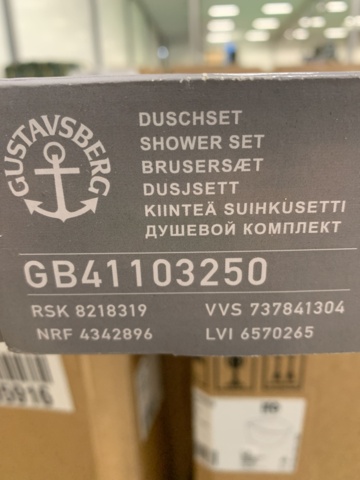 GUSTAVSBERG
DUSCHSET
SHOWER SET
BRUSERSÆT
DUSJSETT
KIINTEÄ SUIHKUSETTI
ДУШЕВОЙ КОМПЛЕКТ
GB41103250
RSK 8218319 VVS 737841304
NRF 4342896 LVI 6570265